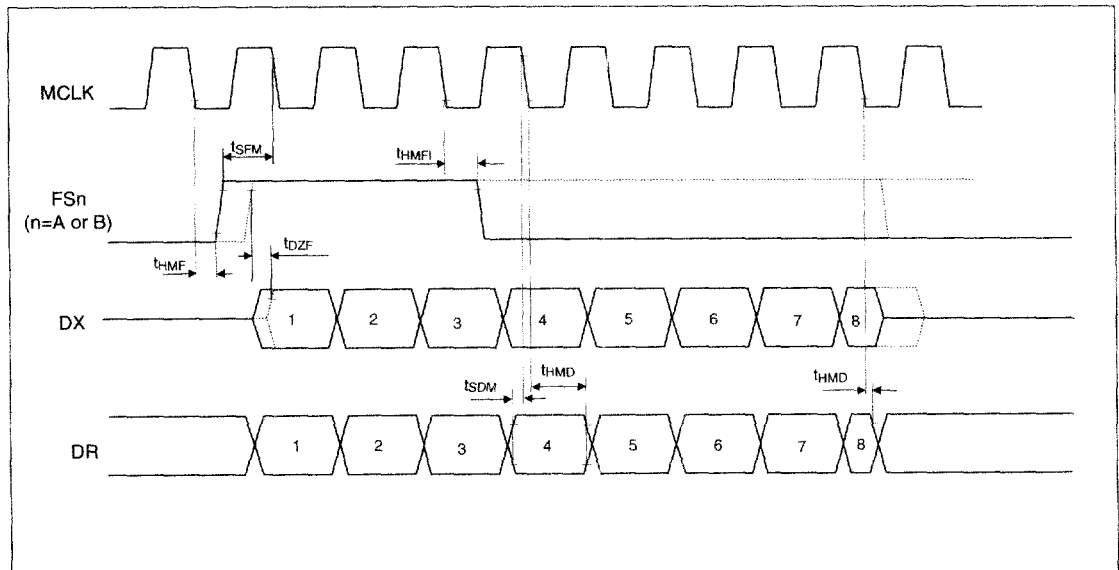 MCLK
tSFM
tHMFI
FSn
(n=A or B)
tDZF
tHMF
DX
1 2 3 4 5 6 7 8
tSDM
tHMD
tHMD
DR
1 2 3 4 5 6 7 8